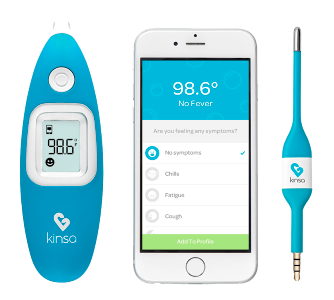 98.6°F
kinsa
98.6°
No Fever
Are you feeling any symptoms?
No symptoms
Chills
Fatigue
Cough
Add To Profile
kinsa